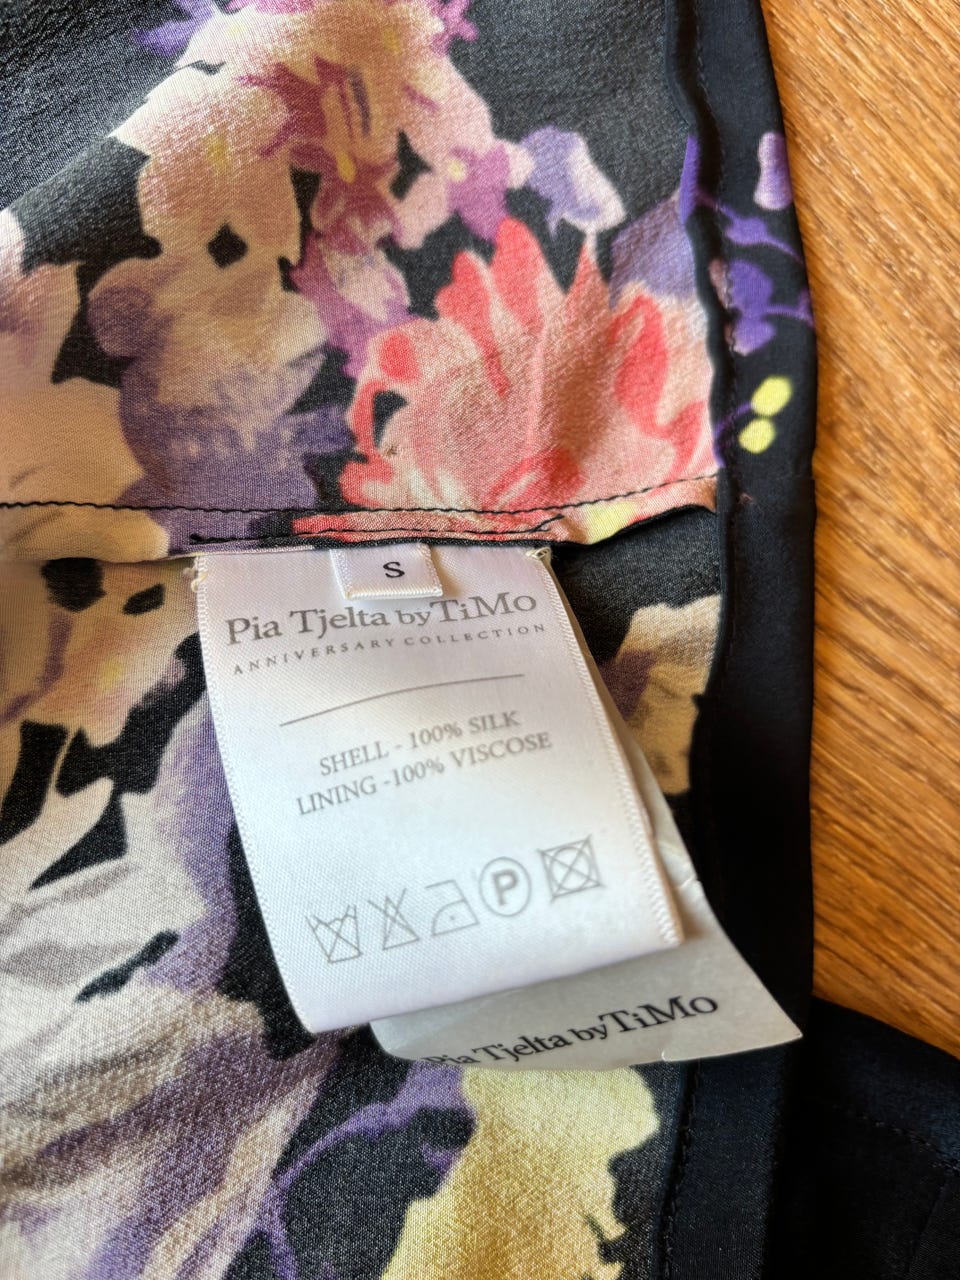 S
Pia Tjelta by TiMo
ANNIVERSARY COLLECTION
SHELL - 100% SILK
LINING -100% VISCOSE
P
Pia Tjelta by TiMo